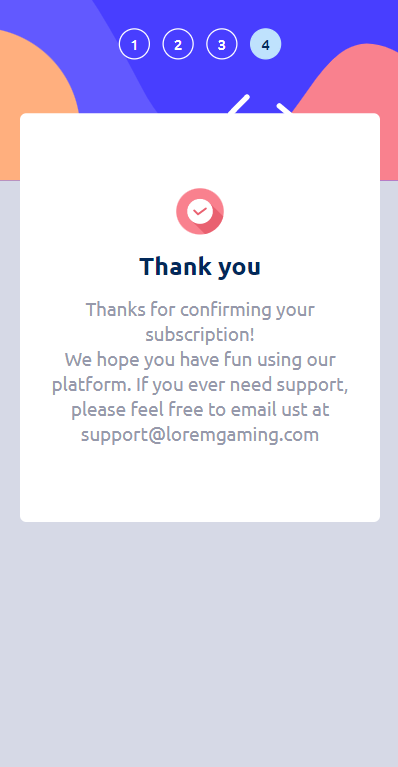 1 2 3 4
Thank you
Thanks for confirming your
subscription!
We hope you have fun using our
platform. If you ever need support,
please feel free to email ust at
support@loremgaming.com